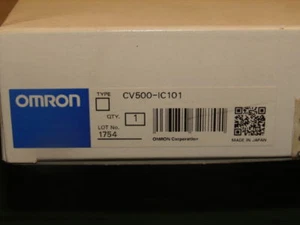 OMRON
TYPE CV500-IC101
QTY. 1
LOT No. 1754
OMRON Corporation
MADE IN JAPAN